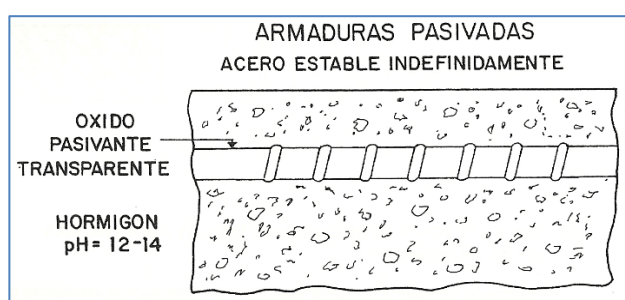 ARMADURAS PASIVADAS
ACERO ESTABLE INDEFINIDAMENTE
OXIDO
PASIVANTE
TRANSPARENTE
HORMIGON
pH= 12-14